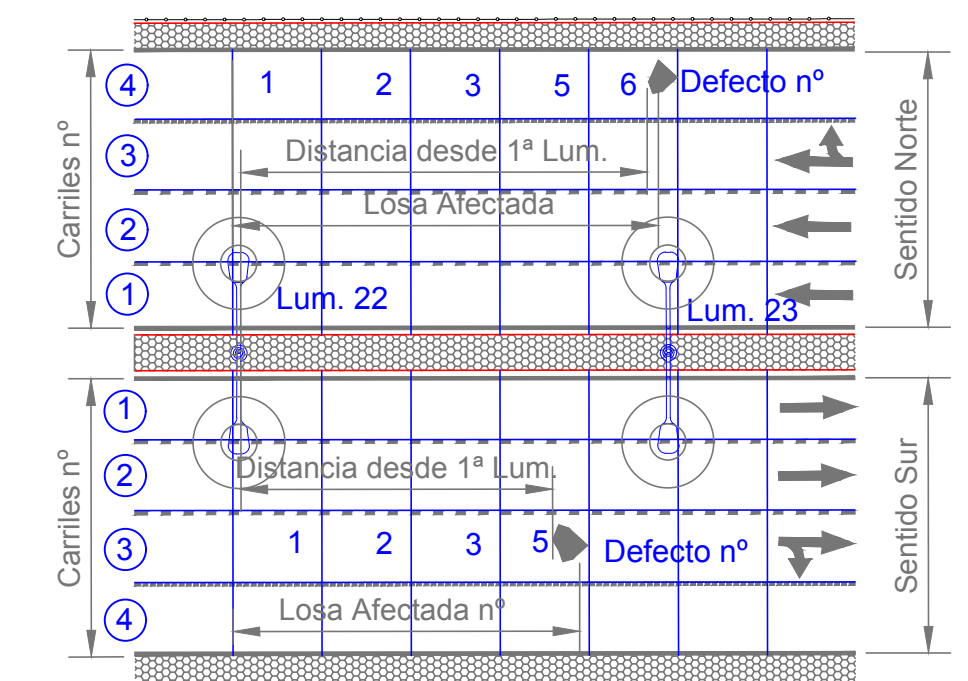 4
1
2
3
5
6
Defecto nº
Carriles nº
3
Distancia desde 1ª Lum.
Sentido Norte
2
Losa Afectada
1
Lum. 22
Lum. 23
1
Carriles nº
2
Distancia desde 1ª Lum.
Sentido Sur
3
1
2
3
5
Defecto nº
4
Losa Afectada nº